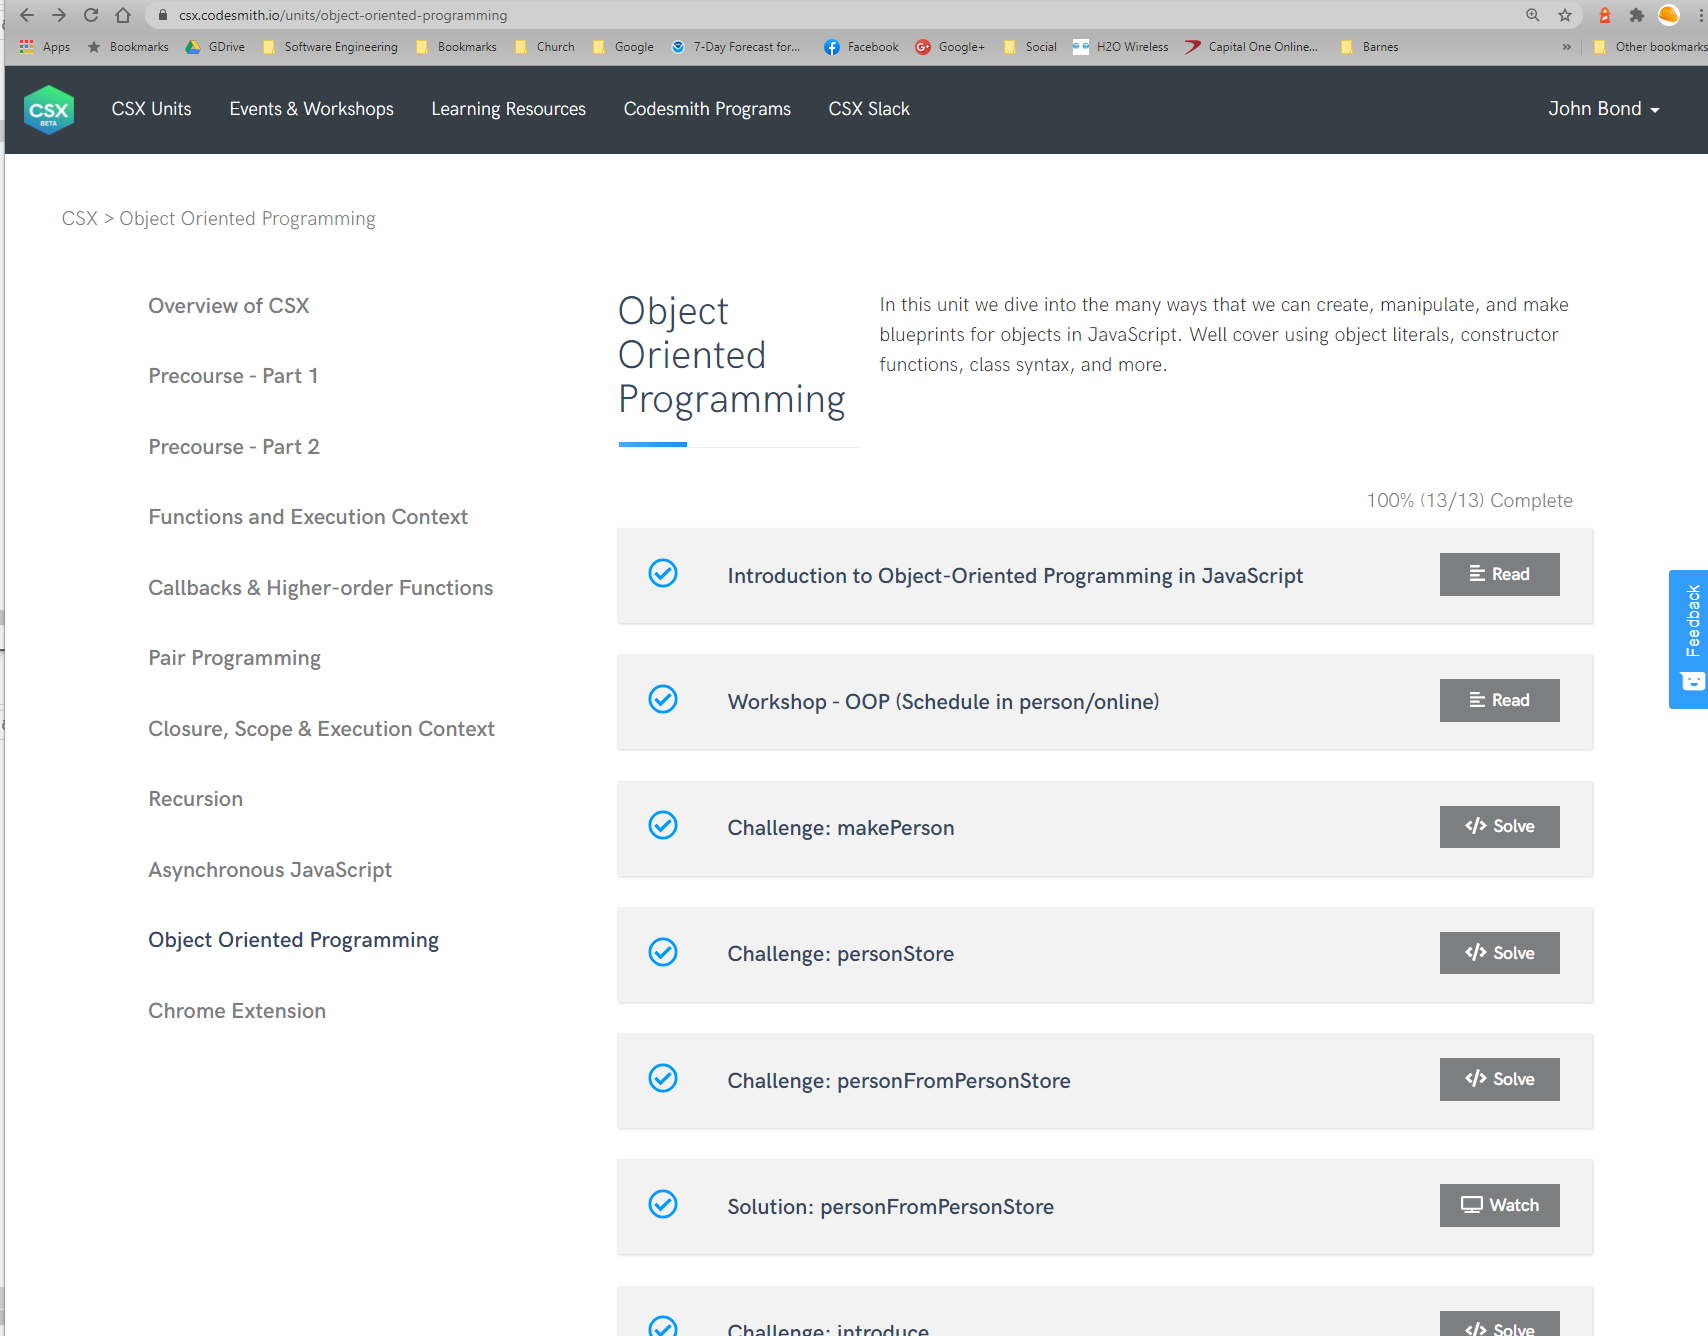 csx.codesmith.io/units/object-oriented-programming
Apps Bookmarks GDrive Software Engineering Bookmarks Church Google 7-Day Forecast for... Facebook Google+ Social H2O Wireless Capital One Online... Barnes » Other bookmarks
CSX BETA CSX Units Events & Workshops Learning Resources Codesmith Programs CSX Slack John Bond
CSX > Object Oriented Programming
Overview of CSX
Precourse - Part 1
Precourse - Part 2
Functions and Execution Context
Callbacks & Higher-order Functions
Pair Programming
Closure, Scope & Execution Context
Recursion
Asynchronous JavaScript
Object Oriented Programming
Chrome Extension
Object
Oriented
Programming
In this unit we dive into the many ways that we can create, manipulate, and make
blueprints for objects in JavaScript. Well cover using object literals, constructor
functions, class syntax, and more.
100% (13/13) Complete
Introduction to Object-Oriented Programming in JavaScript Read
Workshop - OOP (Schedule in person/online) Read
Challenge: makePerson </> Solve
Challenge: personStore </> Solve
Challenge: personFromPersonStore </> Solve
Solution: personFromPersonStore Watch
Challenge: introduce </> Solve
Feedback